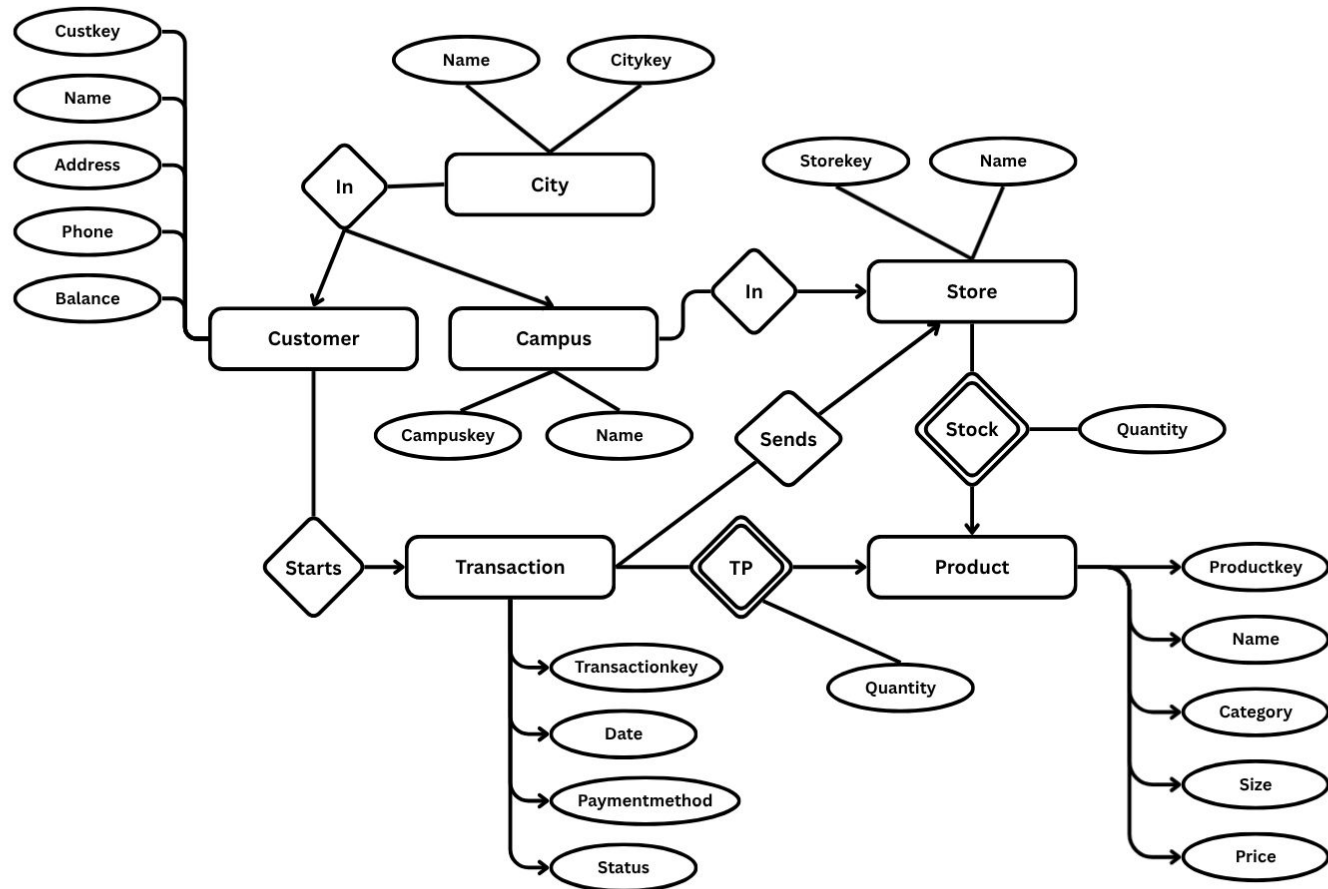 Custkey
Name
Address
Phone
Balance
Name
Citykey
In
City
Storekey
Name
In
Store
Customer
Campus
Campuskey
Name
Sends
Stock
Quantity
Starts
Transaction
TP
Product
Productkey
Name
Category
Size
Price
Transactionkey
Date
Paymentmethod
Status
Quantity